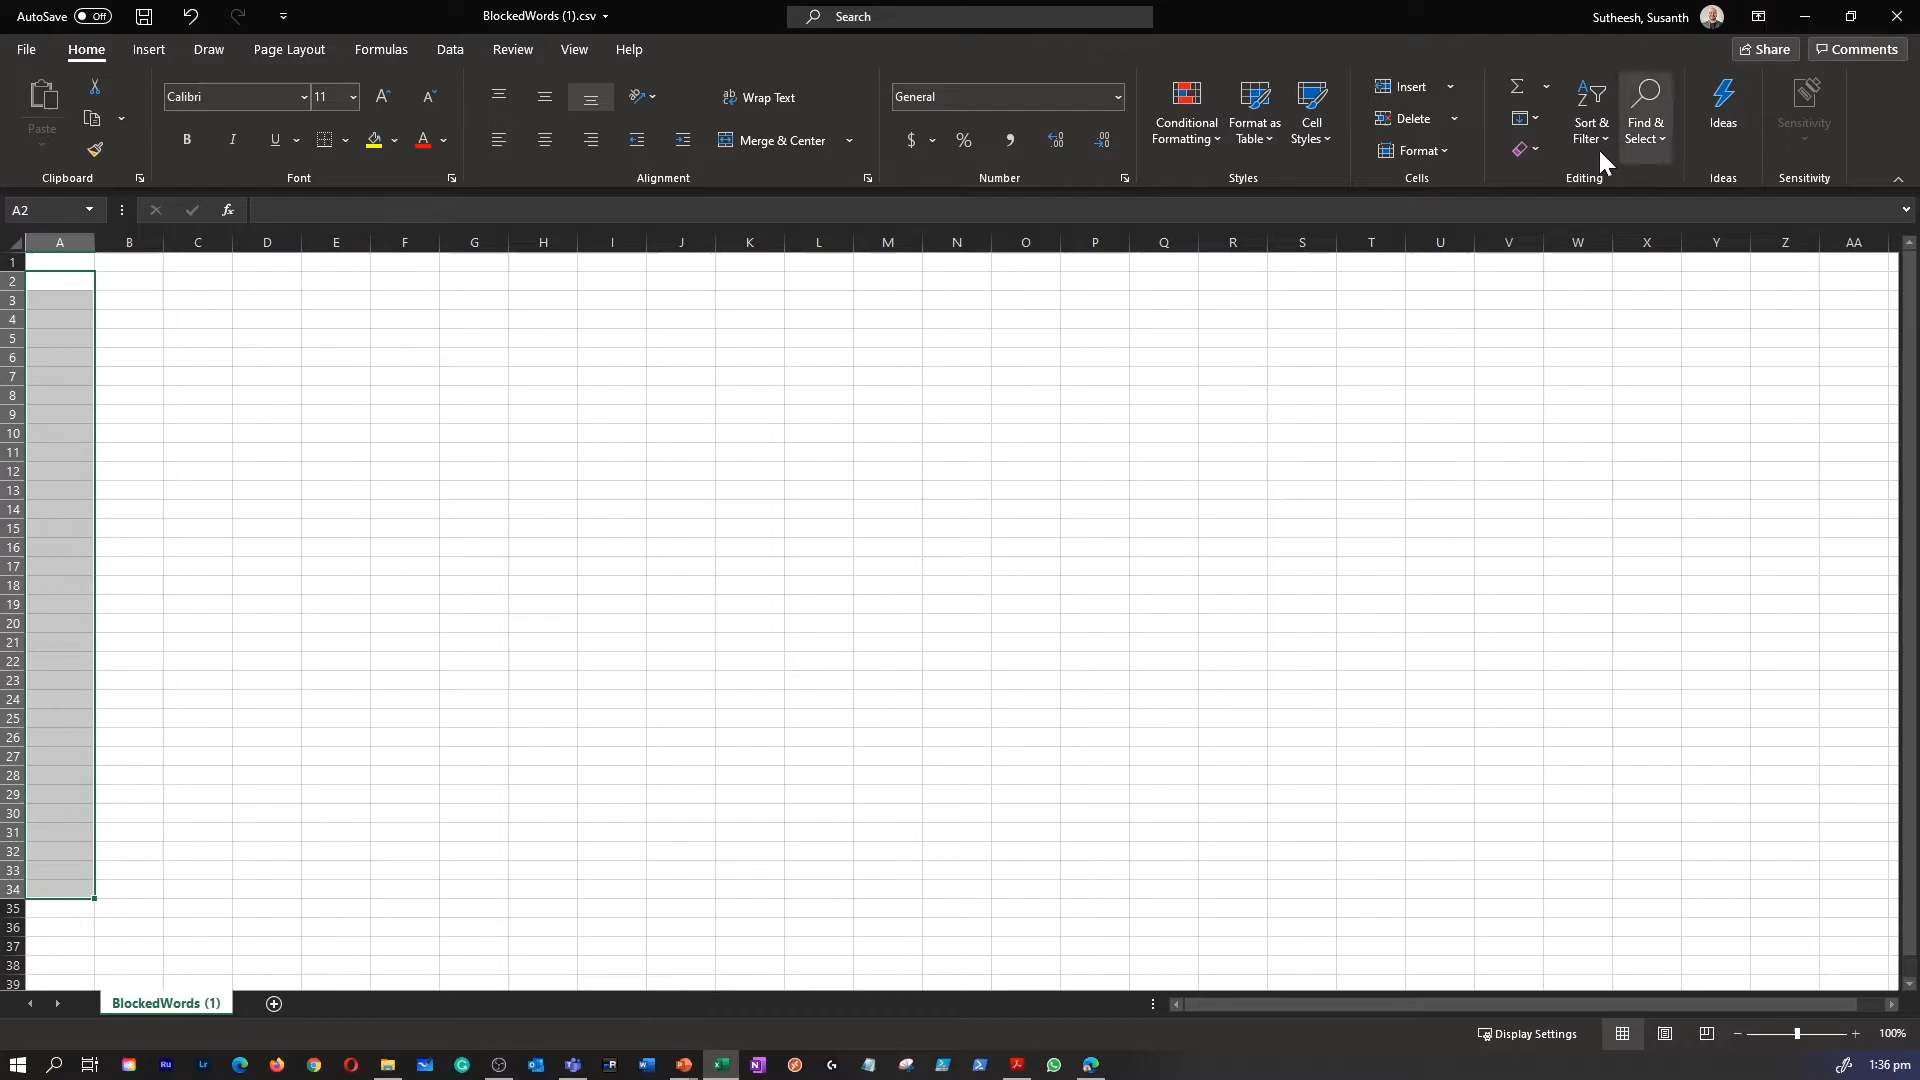 AutoSave Off BlockedWords (1).csv Search Sutheesh, Susanth
File Home Insert Draw Page Layout Formulas Data Review View Help Share Comments
Paste
Calibri 11
B I U
Wrap Text
Merge & Center
General
$ % ,
Conditional Formatting
Format as Table
Cell Styles
Insert
Delete
Format
Sort & Filter
Find & Select
Ideas
Sensitivity
Clipboard Font Alignment Number Styles Cells Editing Ideas Sensitivity
A2 fx
A B C D E F G H I J K L M N O P Q R S T U V W X Y Z AA
1
2
3
4
5
6
7
8
9
10
11
12
13
14
15
16
17
18
19
20
21
22
23
24
25
26
27
28
29
30
31
32
33
34
35
36
37
38
39
BlockedWords (1)
Display Settings 100%
1:36 pm